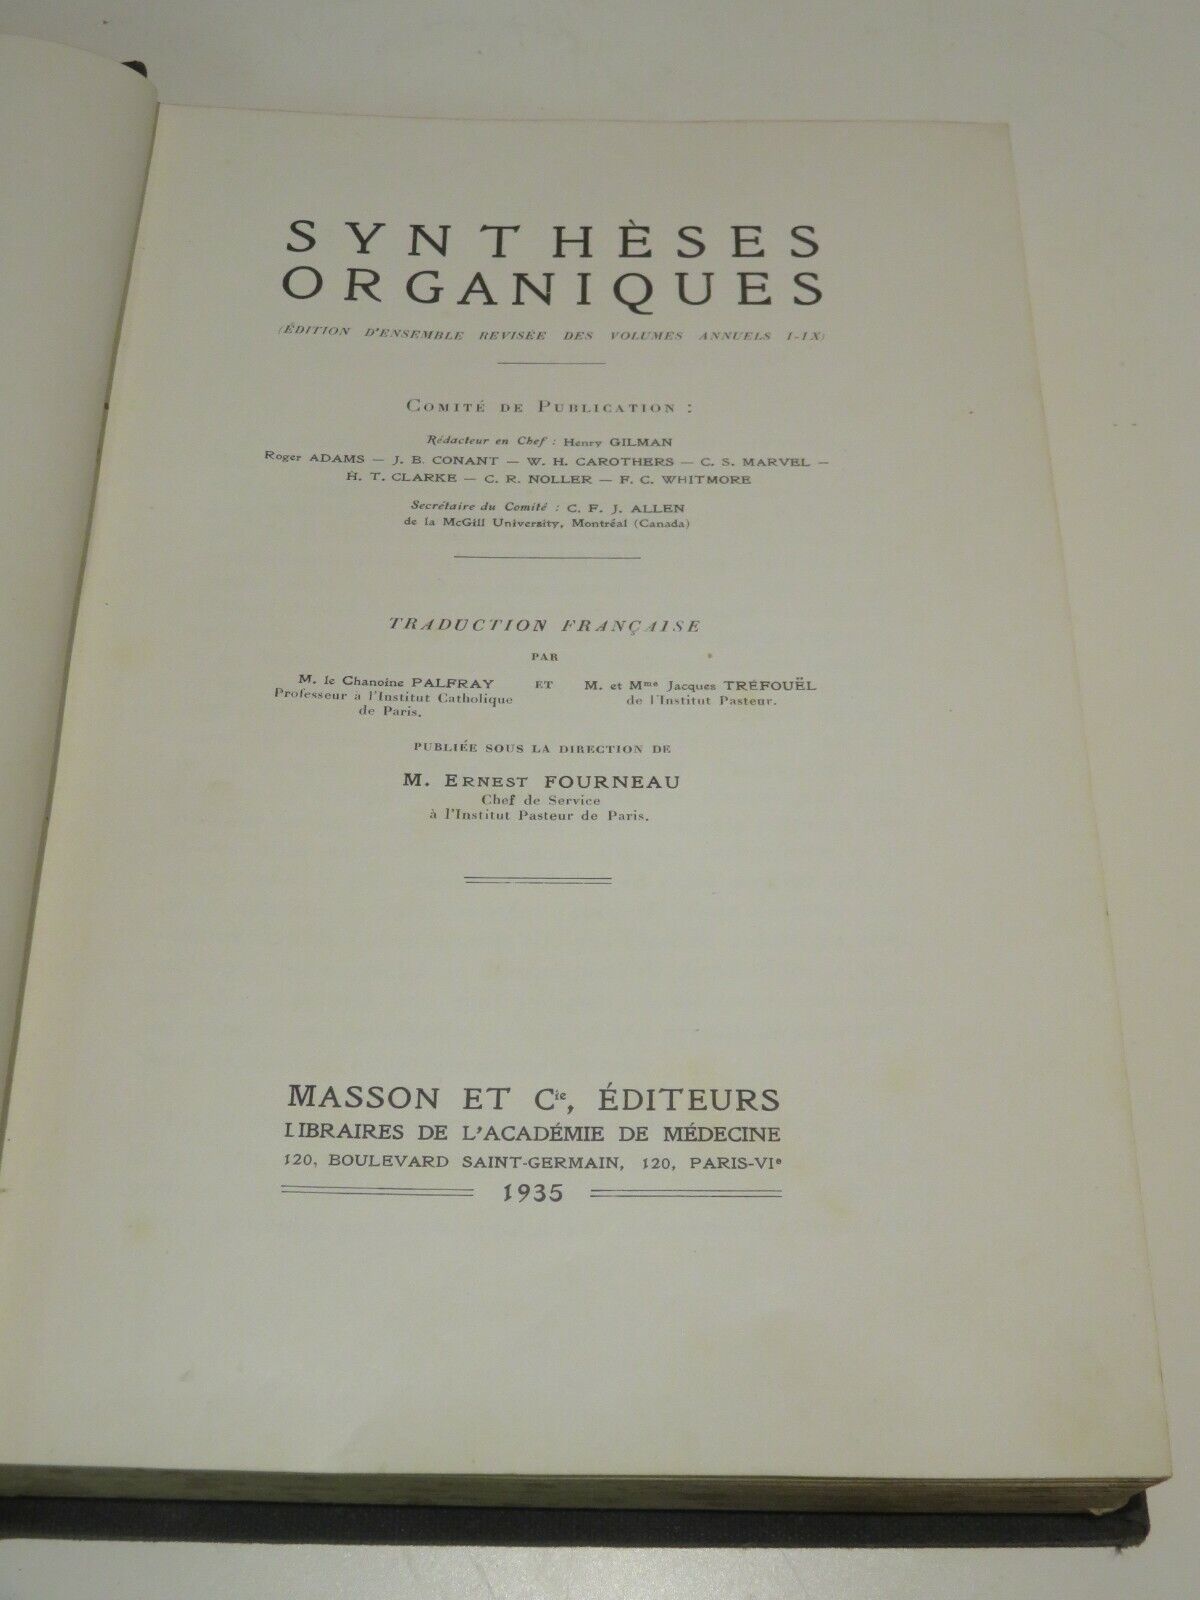 SYNTHÈSES
ORGANIQUES
(ÉDITION D'ENSEMBLE REVISÉE DES VOLUMES ANNUELS I-IX)
COMITÉ DE PUBLICATION :
Rédacteur en Chef : Henry GILMAN
Roger ADAMS — J. B. CONANT — W. H. CAROTHERS — C. S. MARVEL —
H. T. CLARKE — C. R. NOLLER — F. C. WHITMORE
Secrétaire du Comité : C. F. J. ALLEN
de la McGill University, Montréal (Canada)
TRADUCTION FRANÇAISE
PAR
M. le Chanoine PALFRAY ET M. et Mme Jacques TRÉFOUËL
Professeur à l'Institut Catholique de l'Institut Pasteur.
de Paris.
PUBLIÉE SOUS LA DIRECTION DE
M. ERNEST FOURNEAU
Chef de Service
à l'Institut Pasteur de Paris.
MASSON ET Cie, ÉDITEURS
LIBRAIRES DE L'ACADÉMIE DE MÉDECINE
120, BOULEVARD SAINT-GERMAIN, 120, PARIS-VIe
1935